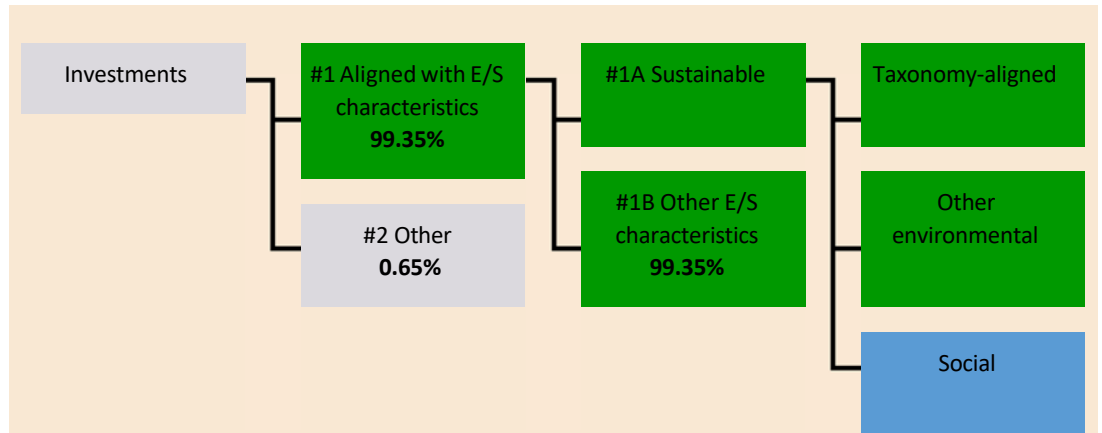 Investments
#1 Aligned with E/S
characteristics
99.35%
#2 Other
0.65%
#1A Sustainable
#1B Other E/S
characteristics
99.35%
Taxonomy-aligned
Other
environmental
Social